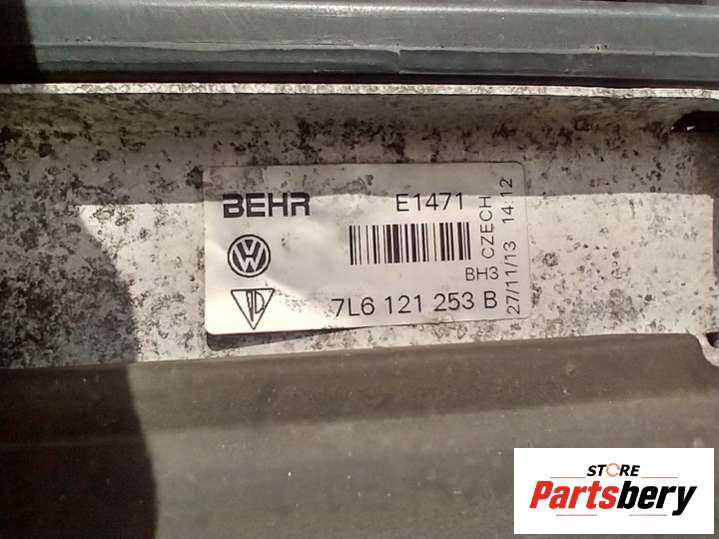 BEHR E1471
CZECH
BH3
7L6 121 253 B
27/11/13 14:12
STORE
Partsbery